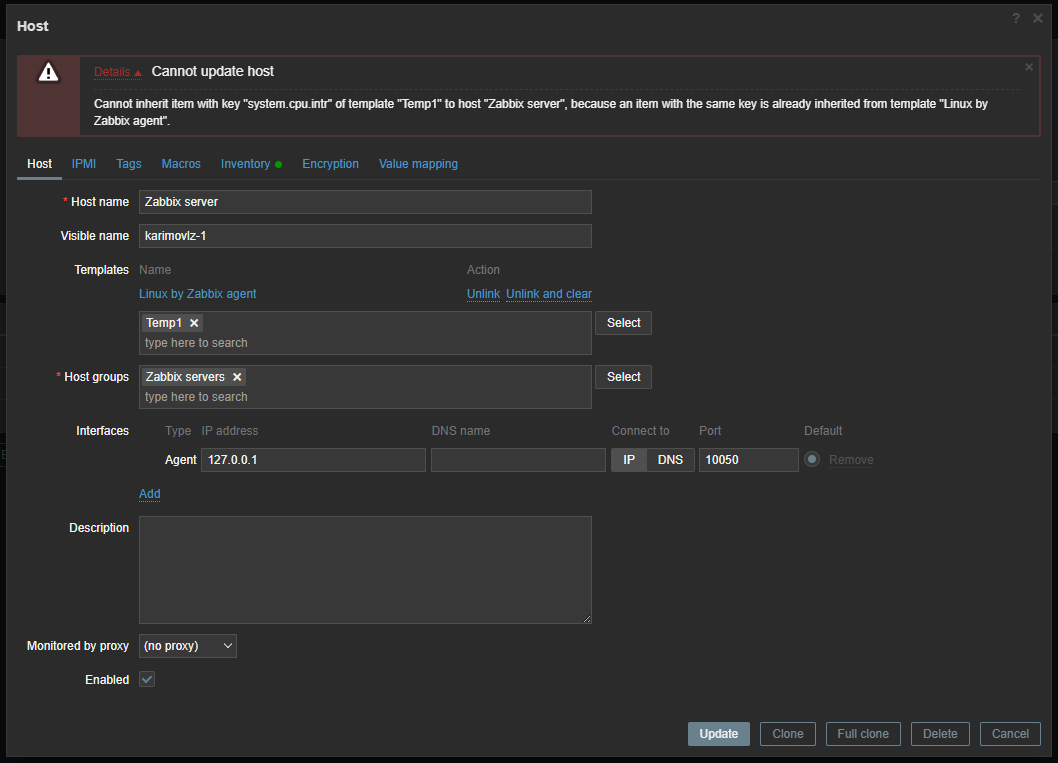 Host
? ×
Details Cannot update host ×
Cannot inherit item with key "system.cpu.intr" of template "Temp1" to host "Zabbix server", because an item with the same key is already inherited from template "Linux by
Zabbix agent".
Host IPMI Tags Macros Inventory Encryption Value mapping
* Host name Zabbix server
Visible name karimovlz-1
Templates Name Action
Linux by Zabbix agent Unlink Unlink and clear
Temp1 × Select
type here to search
* Host groups Zabbix servers × Select
type here to search
Interfaces Type IP address DNS name Connect to Port Default
Agent 127.0.0.1 IP DNS 10050 Remove
Add
Description
Monitored by proxy (no proxy)
Enabled
Update Clone Full clone Delete Cancel